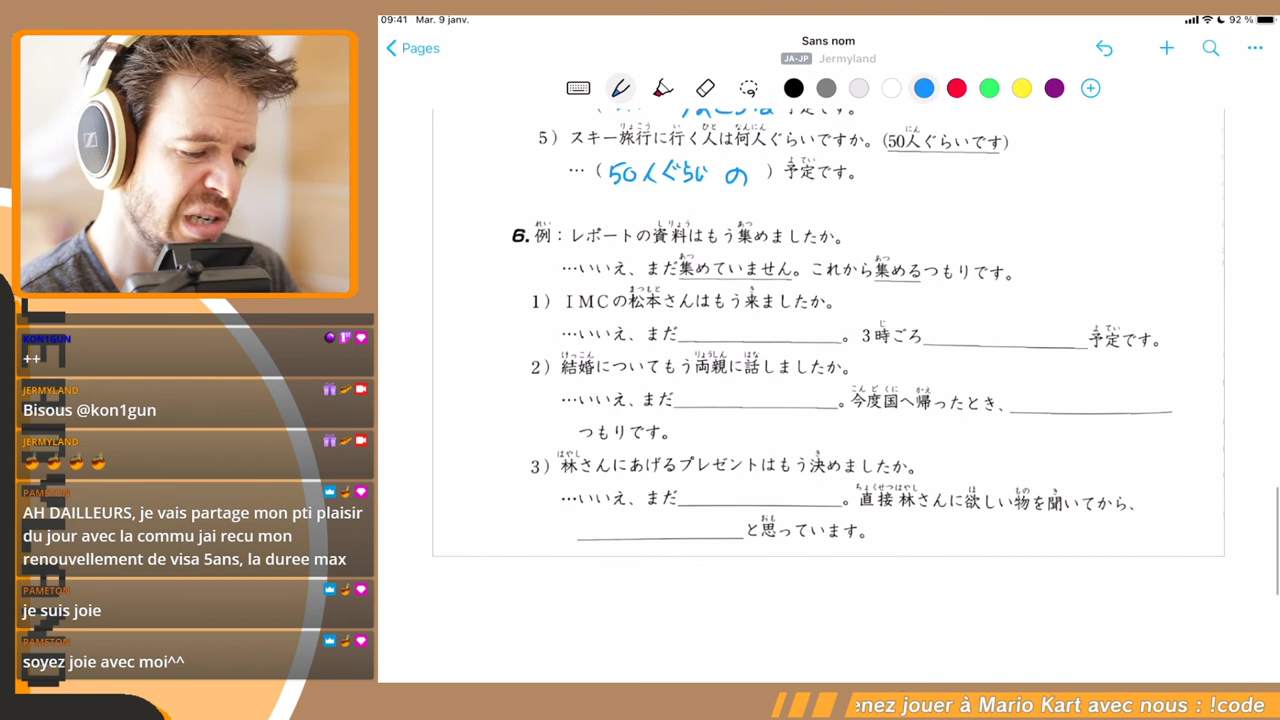 09:41 Mar. 9 janv.
92 %
Pages
Sans nom
JA-JP Jermyland
予定です。
5）スキー旅行に行く人は何人ぐらいですか。(50人ぐらいです)
…（ 50人ぐらい の ）予定です。
6. 例：レポートの資料はもう集めましたか。
…いいえ、まだ集めていません。これから集めるつもりです。
1）ＩＭＣの松本さんはもう来ましたか。
…いいえ、まだ＿＿＿＿＿。3時ごろ＿＿＿＿＿予定です。
2）結婚についてもう両親に話しましたか。
…いいえ、まだ＿＿＿＿＿。今度国へ帰ったとき、＿＿＿＿＿
つもりです。
3）林さんにあげるプレゼントはもう決めましたか。
…いいえ、まだ＿＿＿＿＿。直接林さんに欲しい物を聞いてから、
＿＿＿＿＿と思っています。
KON1GUN
++
JERMYLAND
Bisous @kon1gun
JERMYLAND
PAMETON
AH DAILLEURS, je vais partage mon pti plaisir
du jour avec la commu jai recu mon
renouvellement de visa 5ans, la duree max
PAMETON
je suis joie
PAMETON
soyez joie avec moi^^
enez jouer à Mario Kart avec nous : !code